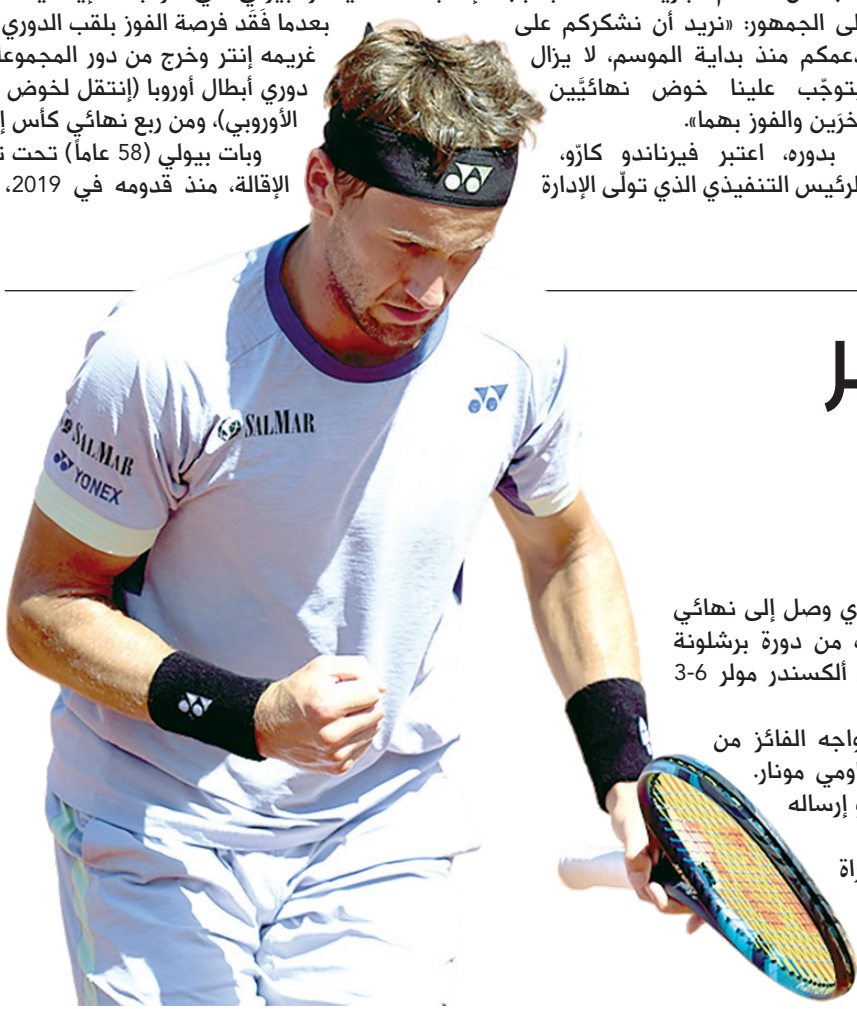 لى الجمهور: «نريد أن نشكركم على
دعمكم منذ بداية الموسم، لا يزال
يتوجّب علينا خوض نهائيَّين
خرَين والفوز بهما».
بدوره، اعتبر فيرناندو كارّو،
لرئيس التنفيذي الذي تولّى الإدارة
بعدما فَقَد فرصة الفوز بلقب الدوري
غريمه إنتر وخرج من دور المجموعا
دوري أبطال أوروبا (إنتقل لخوض
الأوروبي)، ومن ربع نهائي كأس إ
وبات بيولي (58 عاماً) تحت
الإقالة، منذ قدومه في 2019،
ي وصل إلى نهائي
من دورة برشلونة
ألكسندر مولر 6-3
واجه الفائز من
اومي مونار.
إرساله
راة
SALMAR
SALMAR
YONEX